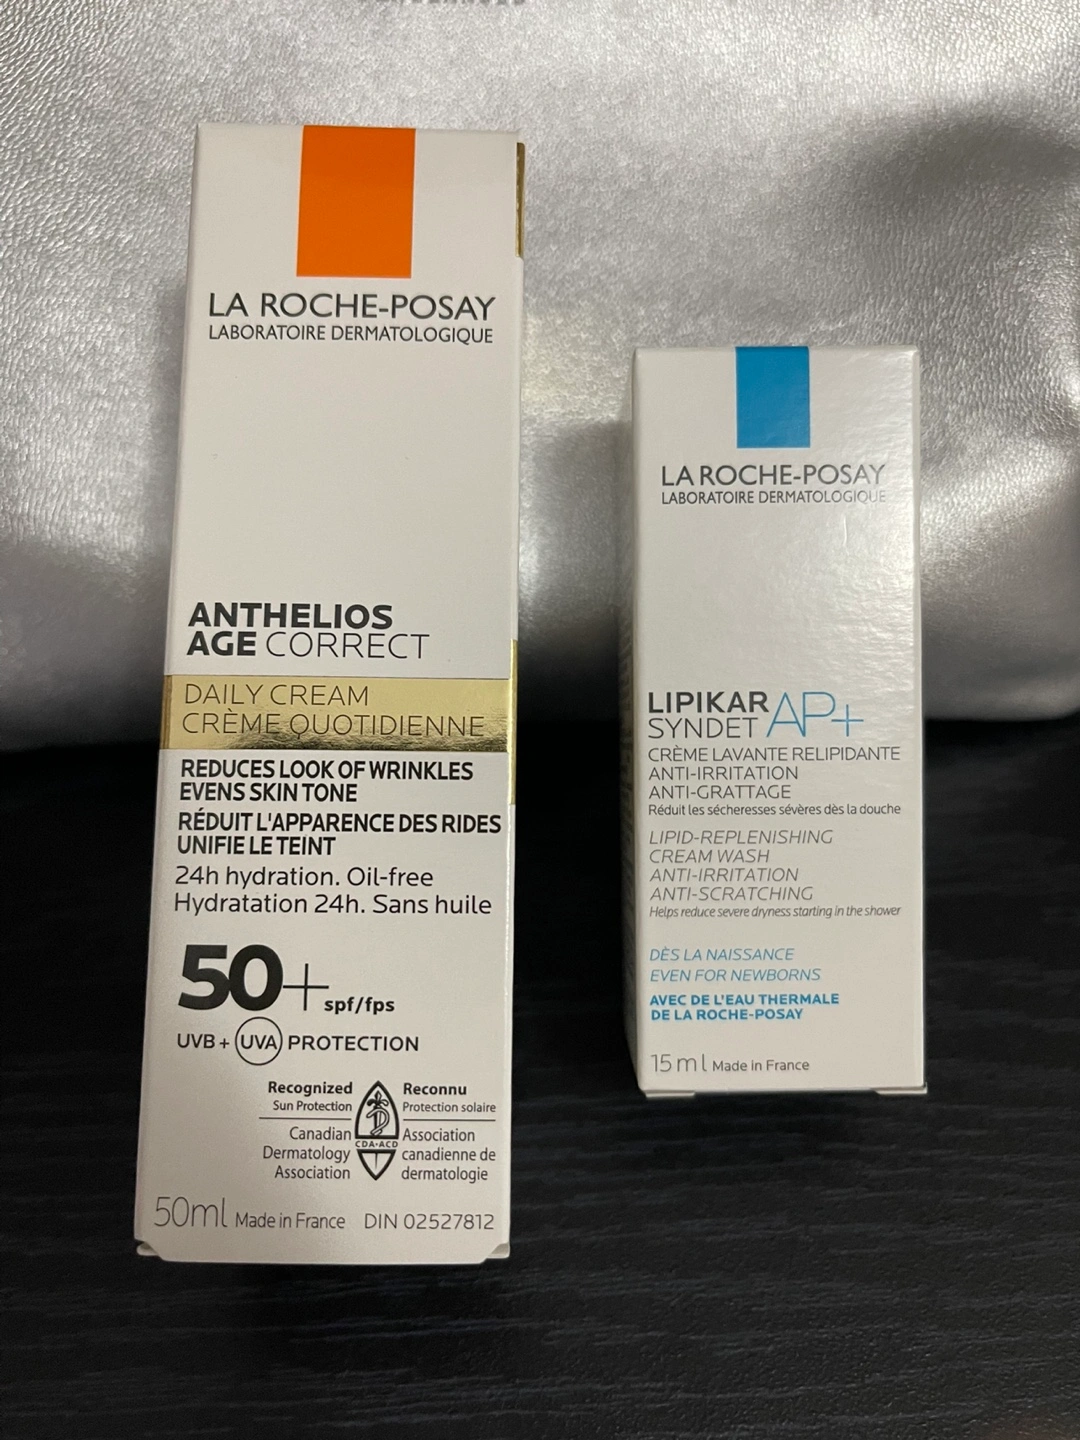 LA ROCHE-POSAY
LABORATOIRE DERMATOLOGIQUE
ANTHELIOS
AGE CORRECT
DAILY CREAM
CRÈME QUOTIDIENNE
REDUCES LOOK OF WRINKLES
EVENS SKIN TONE
RÉDUIT L'APPARENCE DES RIDES
UNIFIE LE TEINT
24h hydration. Oil-free
Hydratation 24h. Sans huile
50+ spf/fps
UVB + UVA PROTECTION
Recognized
Sun Protection
Canadian
Dermatology
Association
CDA-ACD
Reconnu
Protection solaire
Association
canadienne de
dermatologie
50ml Made in France DIN 02527812
LA ROCHE-POSAY
LABORATOIRE DERMATOLOGIQUE
LIPIKAR
SYNDET AP+
CRÈME LAVANTE RELIPIDANTE
ANTI-IRRITATION
ANTI-GRATTAGE
Réduit les sécheresses sévères dès la douche
LIPID-REPLENISHING
CREAM WASH
ANTI-IRRITATION
ANTI-SCRATCHING
Helps reduce severe dryness starting in the shower
DÈS LA NAISSANCE
EVEN FOR NEWBORNS
AVEC DE L'EAU THERMALE
DE LA ROCHE-POSAY
15 ml Made in France